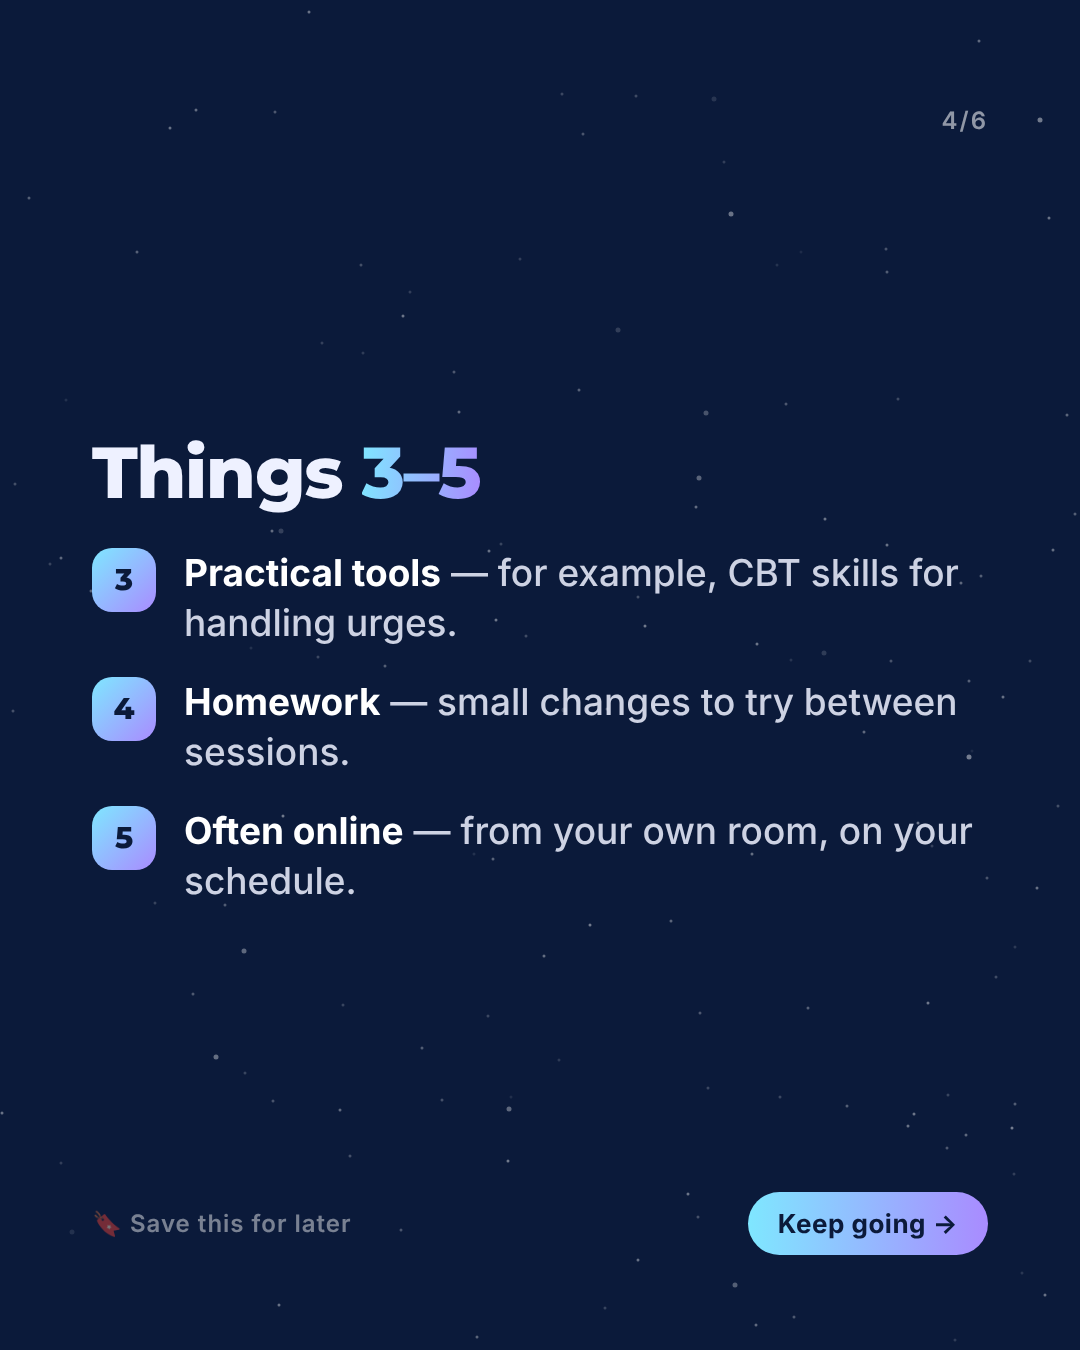 4/6
Things 3–5
3
Practical tools — for example, CBT skills for
handling urges.
4
Homework — small changes to try between
sessions.
5
Often online — from your own room, on your
schedule.
🔖 Save this for later
Keep going →